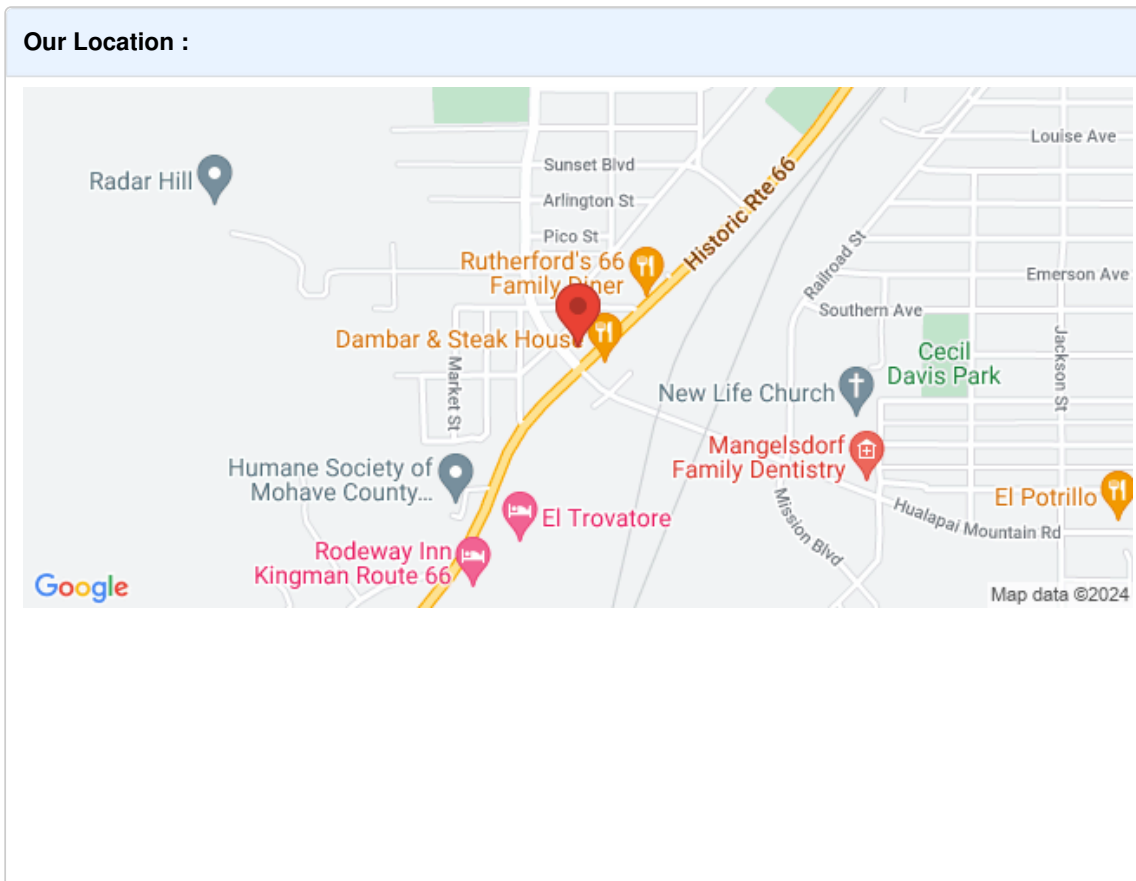 Our Location :
Louise Ave
Sunset Blvd
Radar Hill
Arlington St
Historic Rte 66
Pico St
Railroad St
Rutherford's 66
Family Diner
Emerson Ave
Southern Ave
Dambar & Steak House
Cecil
Davis Park
Jackson St
Market St
New Life Church
Mangelsdorf
Family Dentistry
Humane Society of
Mohave County...
El Potrillo
Hualapai Mountain Rd
Mission Blvd
El Trovatore
Rodeway Inn
Kingman Route 66
Google
Map data ©2024